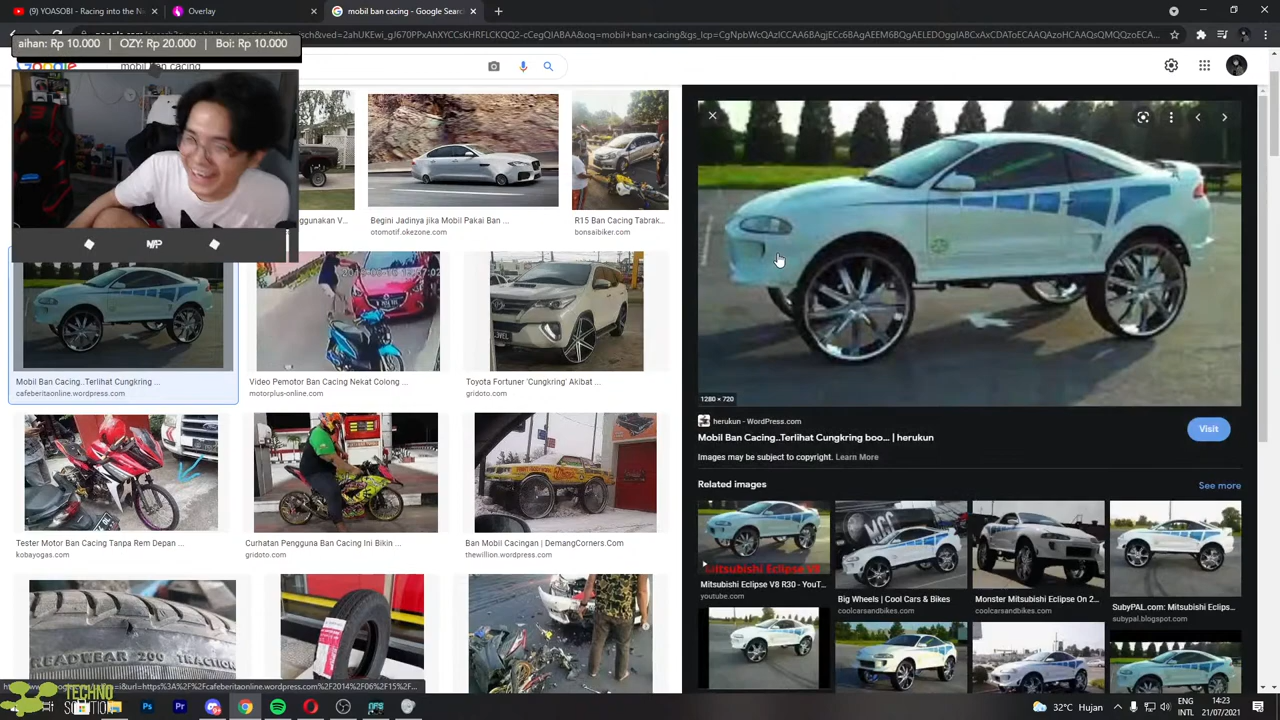 (9) YOASOBI - Racing into the N
Overlay
mobil ban cacing - Google Searc
aihan: Rp 10.000 | OZY: Rp 20.000 | Boi: Rp 10.000
Google
mobil ban cacing
Begini Jadinya jika Mobil Pakai Ban ...
otomotif.okezone.com
R15 Ban Cacing Tabrak...
bonsaibiker.com
Mobil Ban Cacing..Terlihat Cungkring ...
cafeberitaonline.wordpress.com
Video Pemotor Ban Cacing Nekat Colong ...
motorplus-online.com
Toyota Fortuner 'Cungkring' Akibat ...
gridoto.com
Tester Motor Ban Cacing Tanpa Rem Depan ...
kobayogas.com
Curhatan Pengguna Ban Cacing Ini Bikin ...
gridoto.com
Ban Mobil Cacingan | DemangCorners.Com
thewillion.wordpress.com
READWEAR 200 TRACTION
1280 × 720
herukun - WordPress.com
Mobil Ban Cacing..Terlihat Cungkring boo... | herukun
Visit
Images may be subject to copyright. Learn More
Related images
See more
Mitsubishi Eclipse V8
Mitsubishi Eclipse V8 R30 - YouT...
youtube.com
Big Wheels | Cool Cars & Bikes
coolcarsandbikes.com
Monster Mitsubishi Eclipse On 2...
coolcarsandbikes.com
SubyPAL.com: Mitsubishi Eclips...
subypal.blogspot.com
TECHNO
SOLUTION
32°C Hujan
ENG
INTL
14:23
21/07/2021